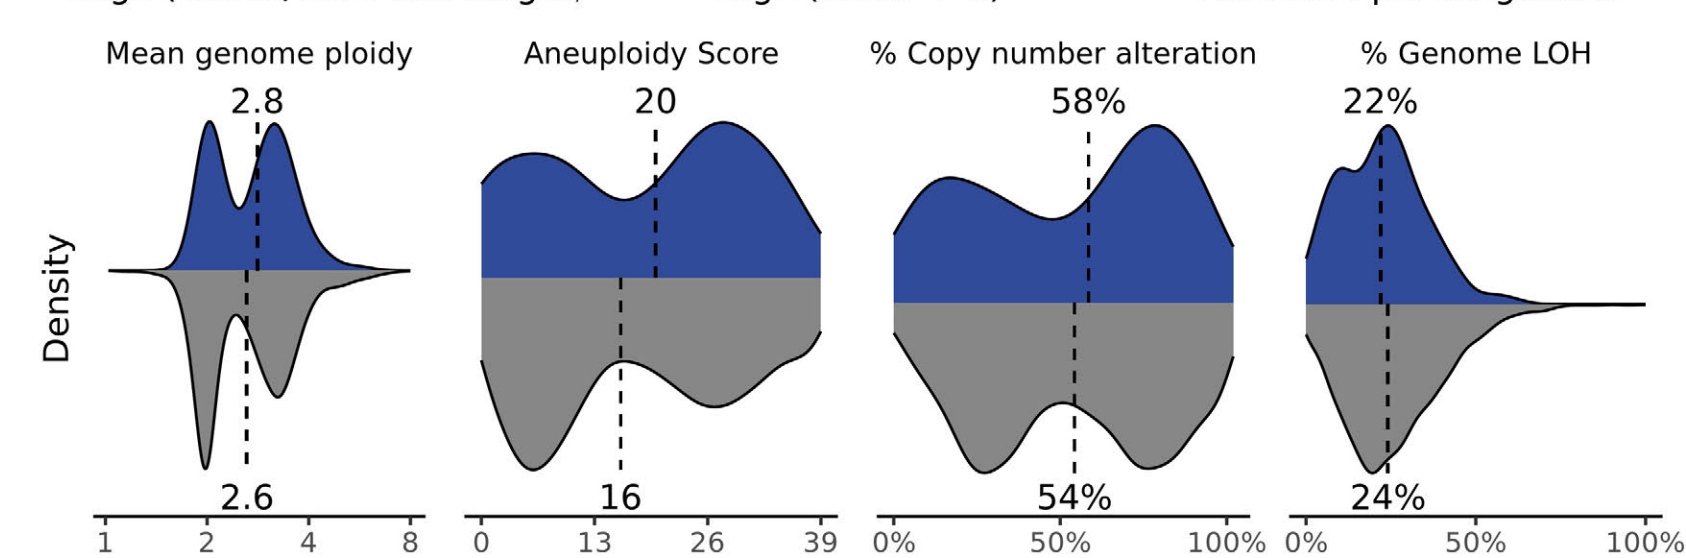 Mean genome ploidy Aneuploidy Score % Copy number alteration % Genome LOH
2.8 20 58% 22%
Density
2.6 16 54% 24%
1 2 4 8 0 13 26 39 0% 50% 100% 0% 50% 100%